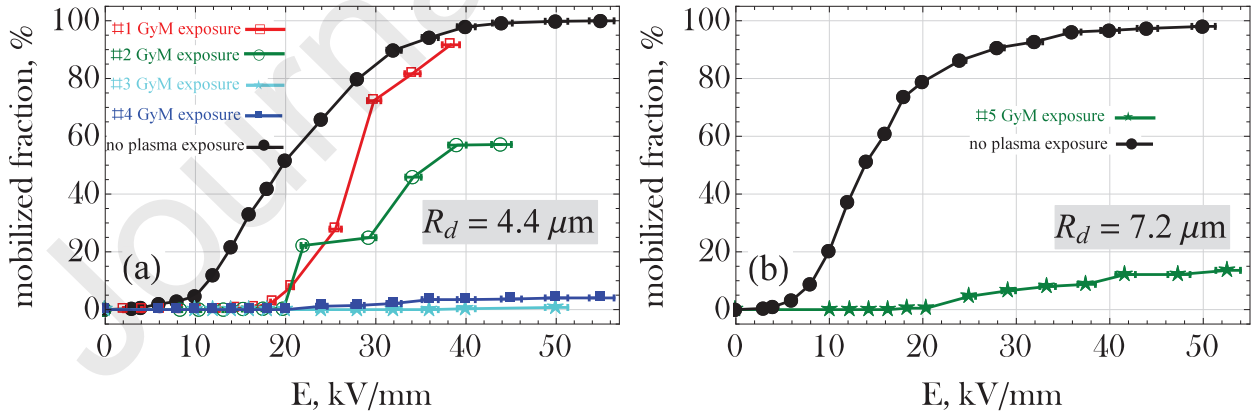 mobilized fraction, %
100
80
60
40
20
0
#1 GyM exposure
#2 GyM exposure
#3 GyM exposure
#4 GyM exposure
no plasma exposure
R_d = 4.4 μm
(a)
0 10 20 30 40 50
E, kV/mm
mobilized fraction, %
100
80
60
40
20
0
#5 GyM exposure
no plasma exposure
R_d = 7.2 μm
(b)
0 10 20 30 40 50
E, kV/mm
Journ